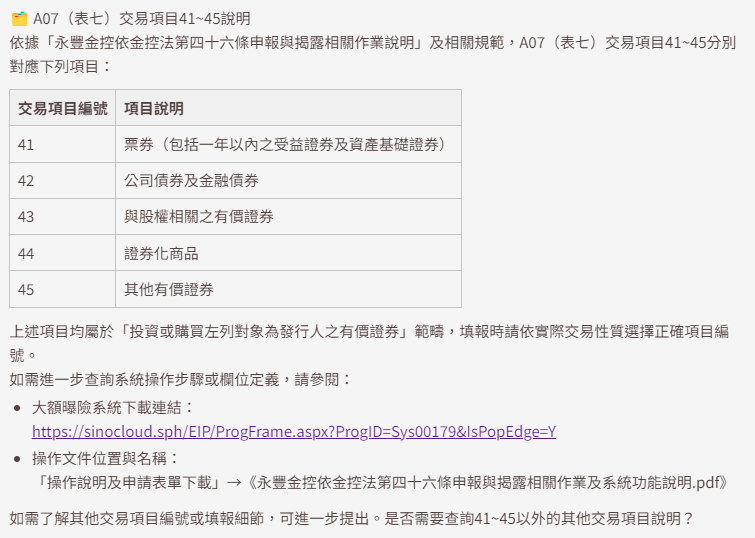 A07（表七）交易項目41~45說明
依據「永豐金控依金控法第四十六條申報與揭露相關作業說明」及相關規範，A07（表七）交易項目41~45分別
對應下列項目：
交易項目編號 項目說明
41 票券（包括一年以內之受益證券及資產基礎證券）
42 公司債券及金融債券
43 與股權相關之有價證券
44 證券化商品
45 其他有價證券
上述項目均屬於「投資或購買左列對象為發行人之有價證券」範疇，填報時請依實際交易性質選擇正確項目編
號。
如需進一步查詢系統操作步驟或欄位定義，請參閱：
• 大額曝險系統下載連結：
https://sinocloud.sph/EIP/ProgFrame.aspx?ProgID=Sys00179&IsPopEdge=Y
• 操作文件位置與名稱：
「操作說明及申請表單下載」→《永豐金控依金控法第四十六條申報與揭露相關作業及系統功能說明.pdf》
如需了解其他交易項目編號或填報細節，可進一步提出。是否需要查詢41~45以外的其他交易項目說明？